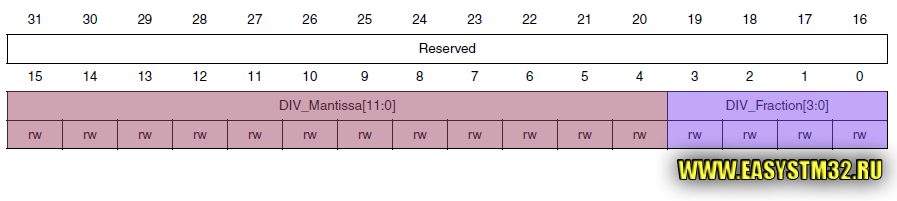 31 30 29 28 27 26 25 24 23 22 21 20 19 18 17 16
Reserved
15 14 13 12 11 10 9 8 7 6 5 4 3 2 1 0
DIV_Mantissa[11:0] DIV_Fraction[3:0]
rw rw rw rw rw rw rw rw rw rw rw rw rw rw rw rw
WWW.EASYSTM32.RU